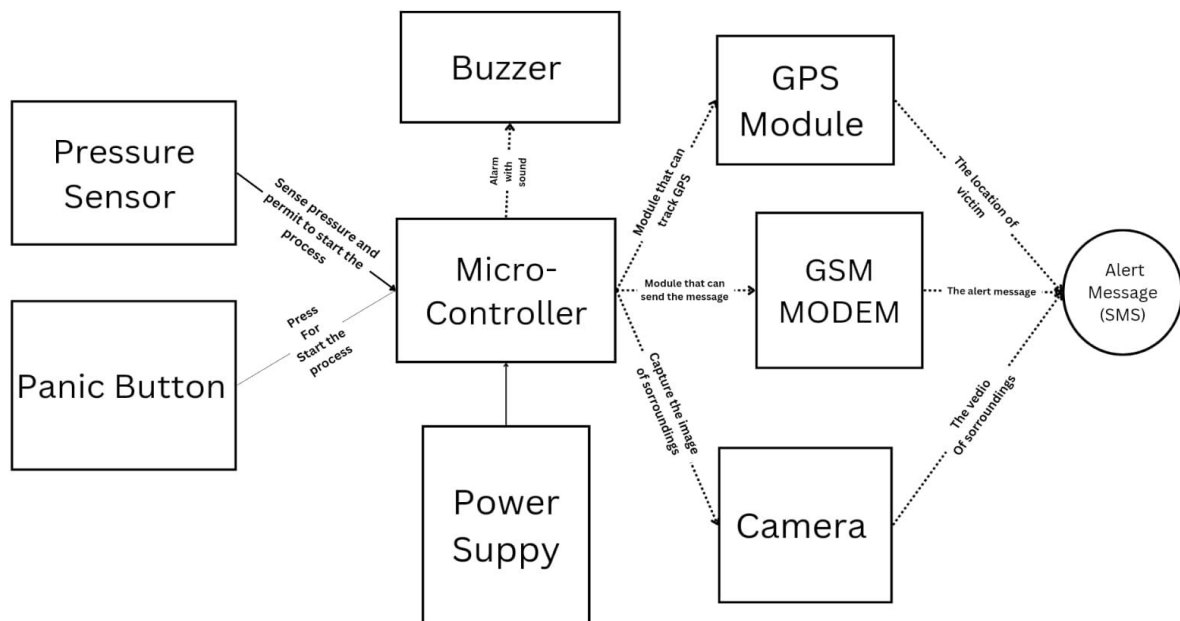 Buzzer
GPS
Module
Pressure
Sensor
Sense pressure and
permit to start the
process
Alarm
with
sound
Module that can
track GPS
The location of
victim
Micro-
Controller
Module that can
send the message
GSM
MODEM
The alert message
Alert
Message
(SMS)
Panic Button
Press
For
Start the
process
Capture the image
of sorroundings
The vedio
Of sorroundings
Power
Suppy
Camera